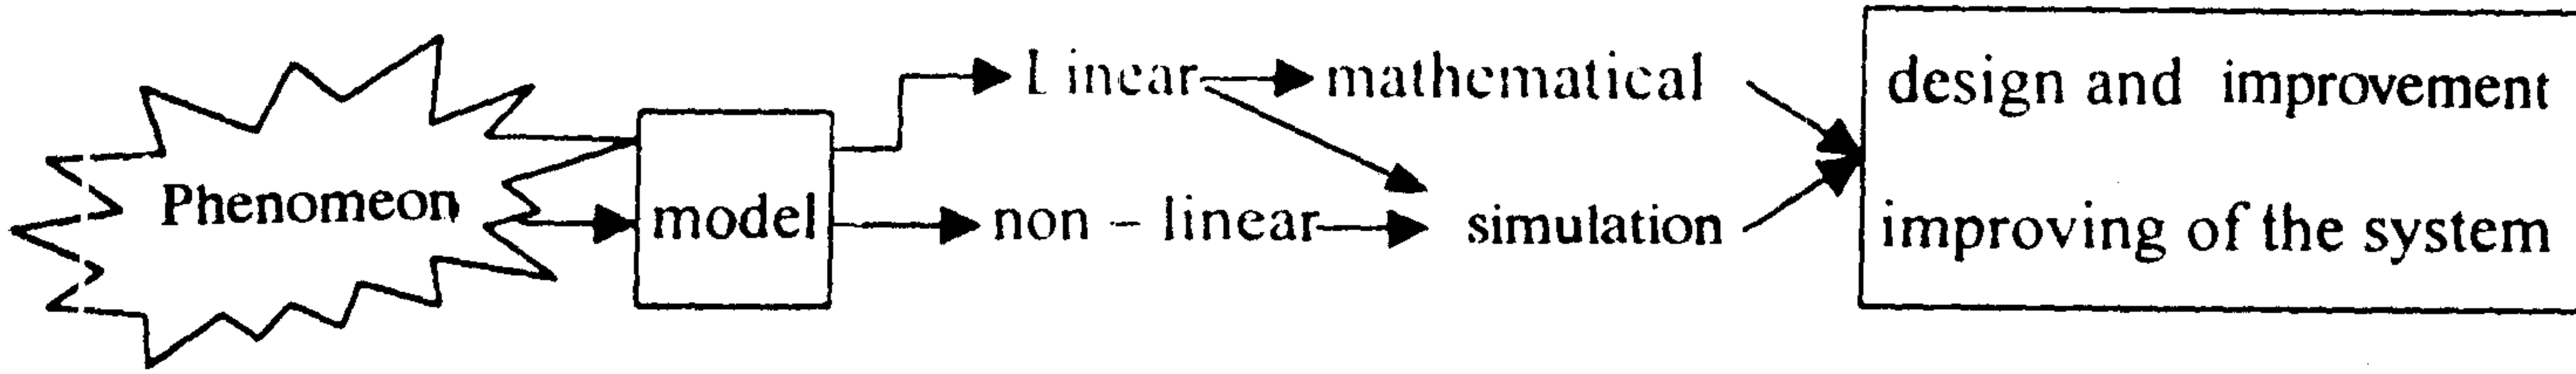 Linear mathematical design and improvement
Phenomeon model non – linear simulation improving of the system